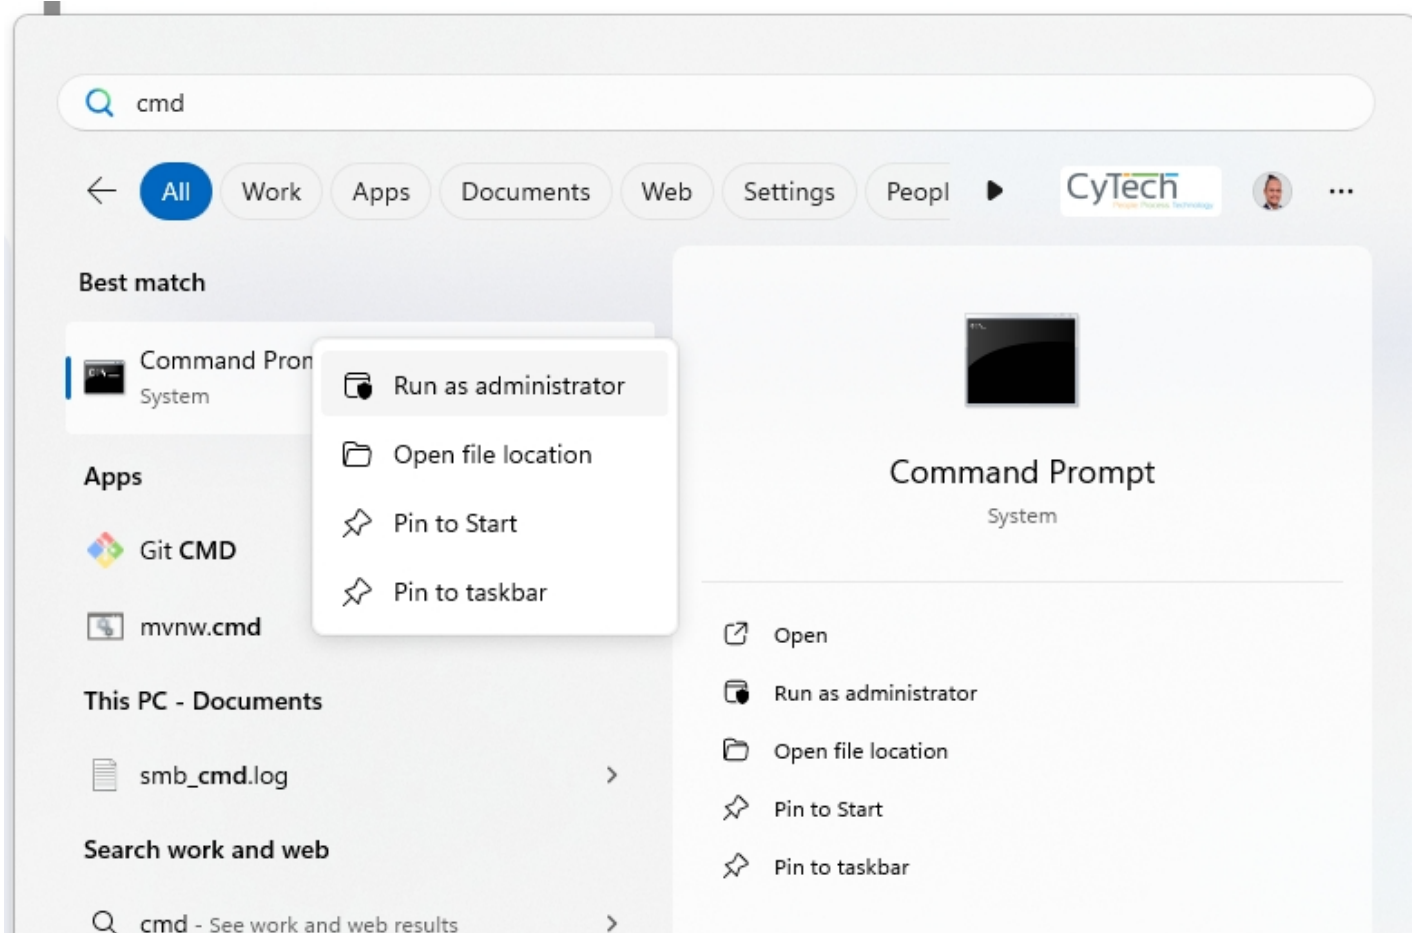 cmd
All Work Apps Documents Web Settings Peopl CyTech
People Process Technology
Best match
Command Pron
System
Run as administrator
Open file location
Pin to Start
Pin to taskbar
Apps
Git CMD
mvnw.cmd
This PC - Documents
smb_cmd.log
Search work and web
cmd - See work and web results
Command Prompt
System
Open
Run as administrator
Open file location
Pin to Start
Pin to taskbar